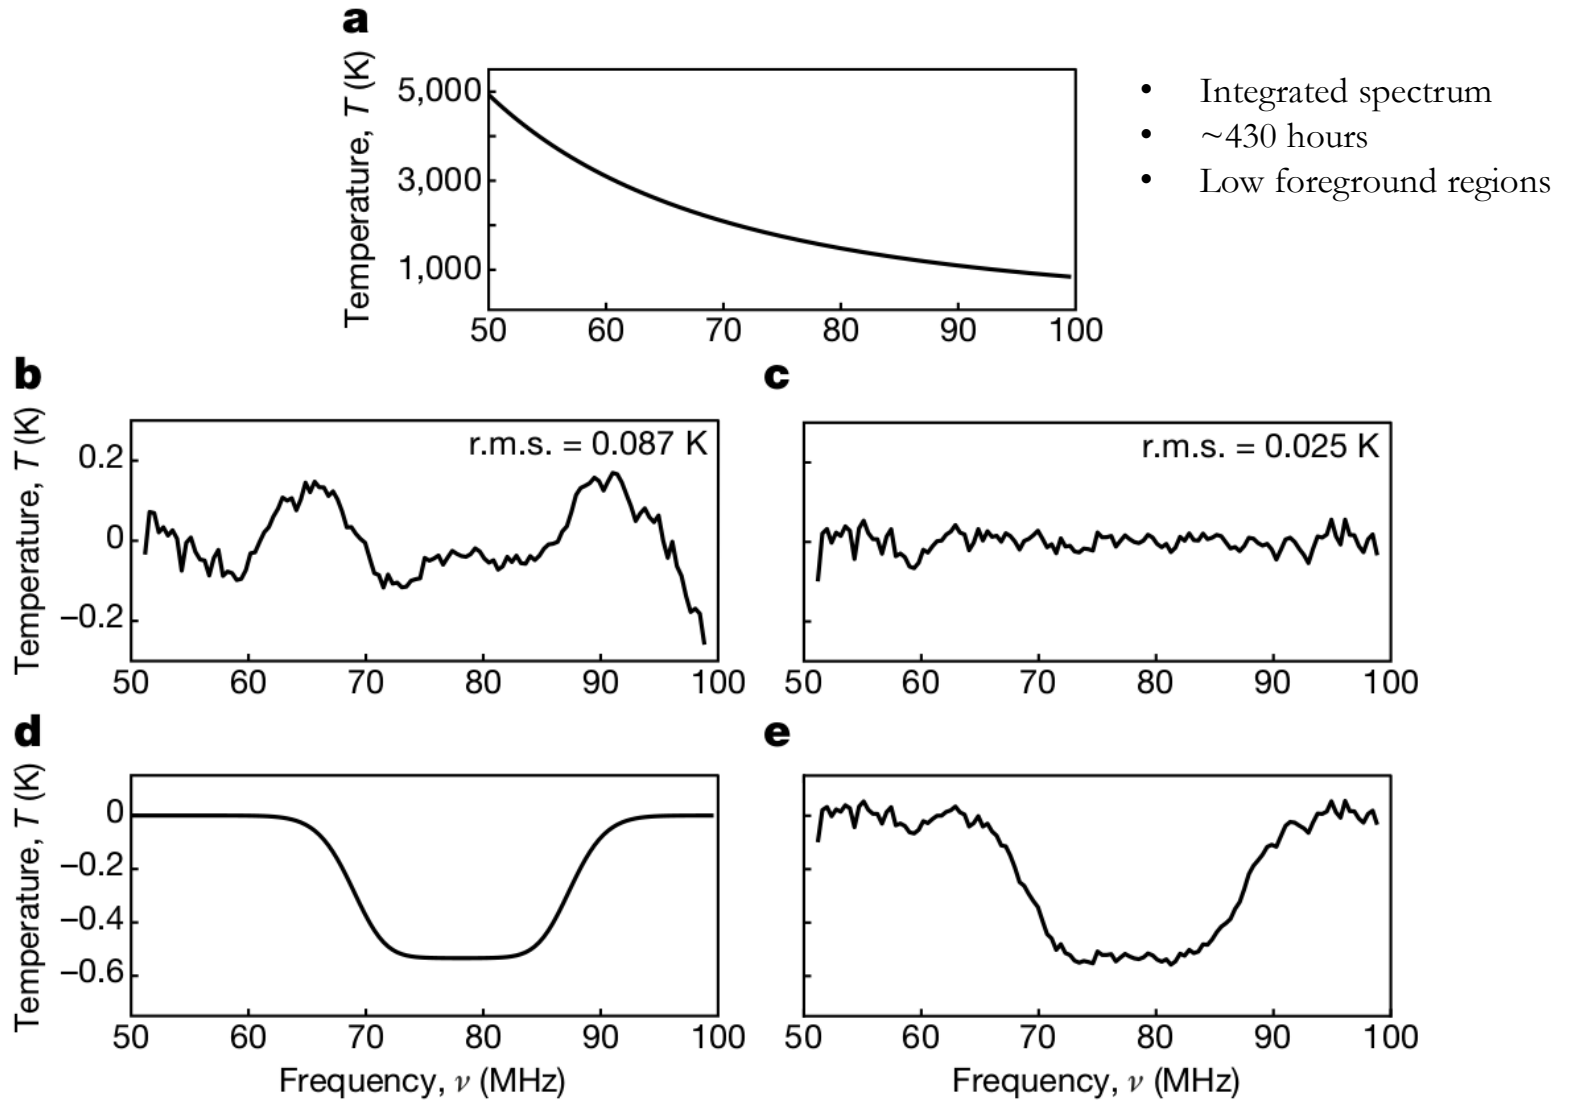 a
Temperature, T (K)
5,000
3,000
1,000
50 60 70 80 90 100
• Integrated spectrum
• ~430 hours
• Low foreground regions
b
Temperature, T (K)
r.m.s. = 0.087 K
0.2
0
−0.2
50 60 70 80 90 100
c
r.m.s. = 0.025 K
50 60 70 80 90 100
d
Temperature, T (K)
0
−0.2
−0.4
−0.6
50 60 70 80 90 100
Frequency, ν (MHz)
e
50 60 70 80 90 100
Frequency, ν (MHz)